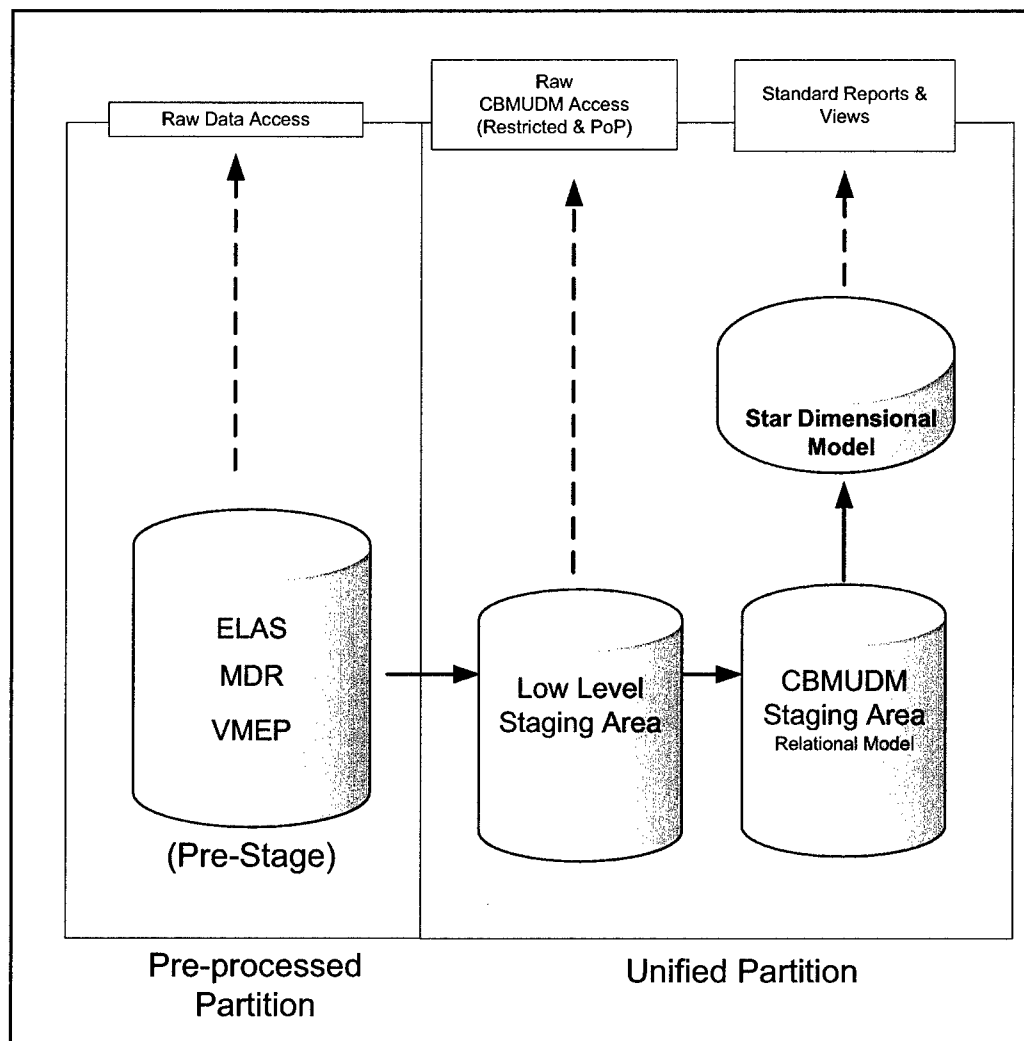 Raw Data Access
Raw
CBMUDM Access
(Restricted & PoP)
Standard Reports &
Views
Star Dimensional
Model
ELAS
MDR
VMEP
(Pre-Stage)
Low Level
Staging Area
CBMUDM
Staging Area
Relational Model
Pre-processed
Partition
Unified Partition